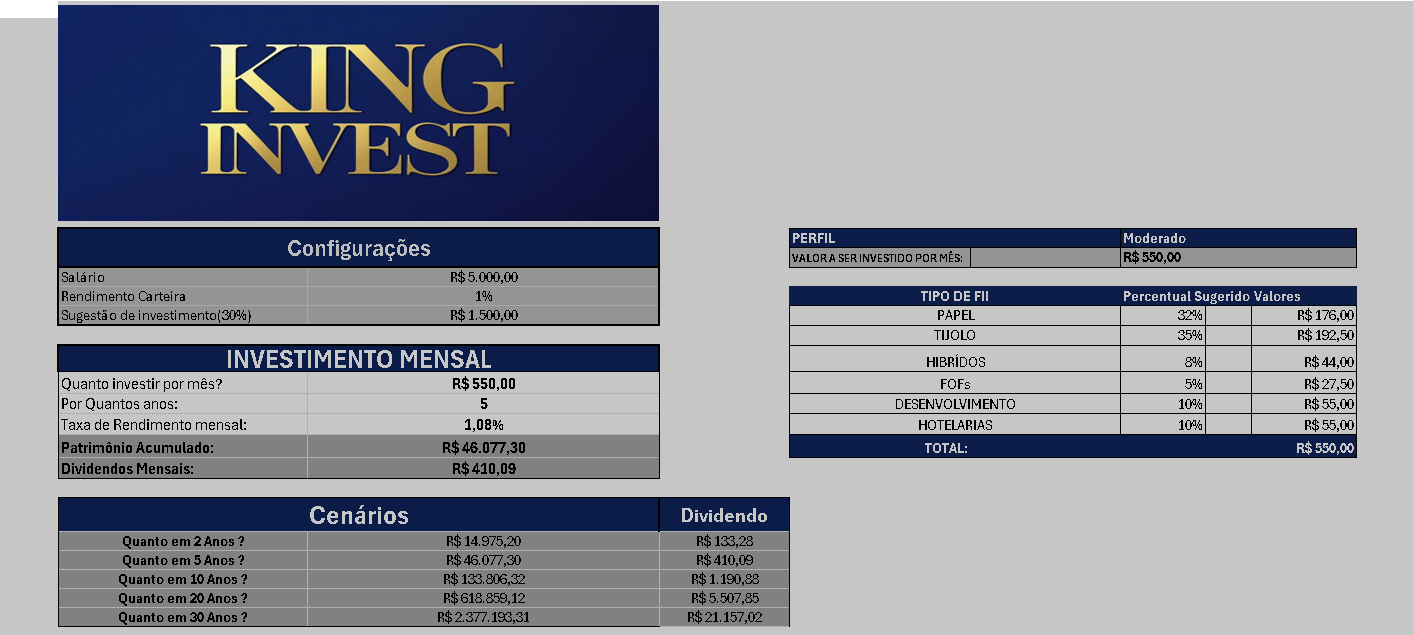 KING
INVEST
Configurações
Salário R$ 5.000,00
Rendimento Carteira 1%
Sugestão de investimento(30%) R$ 1.500,00
INVESTIMENTO MENSAL
Quanto investir por mês? R$ 550,00
Por Quantos anos: 5
Taxa de Rendimento mensal: 1,08%
Patrimônio Acumulado: R$ 46.077,30
Dividendos Mensais: R$ 410,09
Cenários Dividendo
Quanto em 2 Anos ? R$ 14.975,20 R$ 133,28
Quanto em 5 Anos ? R$ 46.077,30 R$ 410,09
Quanto em 10 Anos ? R$ 133.806,32 R$ 1.190,88
Quanto em 20 Anos ? R$ 618.859,12 R$ 5.507,85
Quanto em 30 Anos ? R$ 2.377.193,31 R$ 21.157,02
PERFIL Moderado
VALOR A SER INVESTIDO POR MÊS: R$ 550,00
TIPO DE FII Percentual Sugerido Valores
PAPEL 32% R$ 176,00
TIJOLO 35% R$ 192,50
HIBRÍDOS 8% R$ 44,00
FOFs 5% R$ 27,50
DESENVOLVIMENTO 10% R$ 55,00
HOTELARIAS 10% R$ 55,00
TOTAL: R$ 550,00